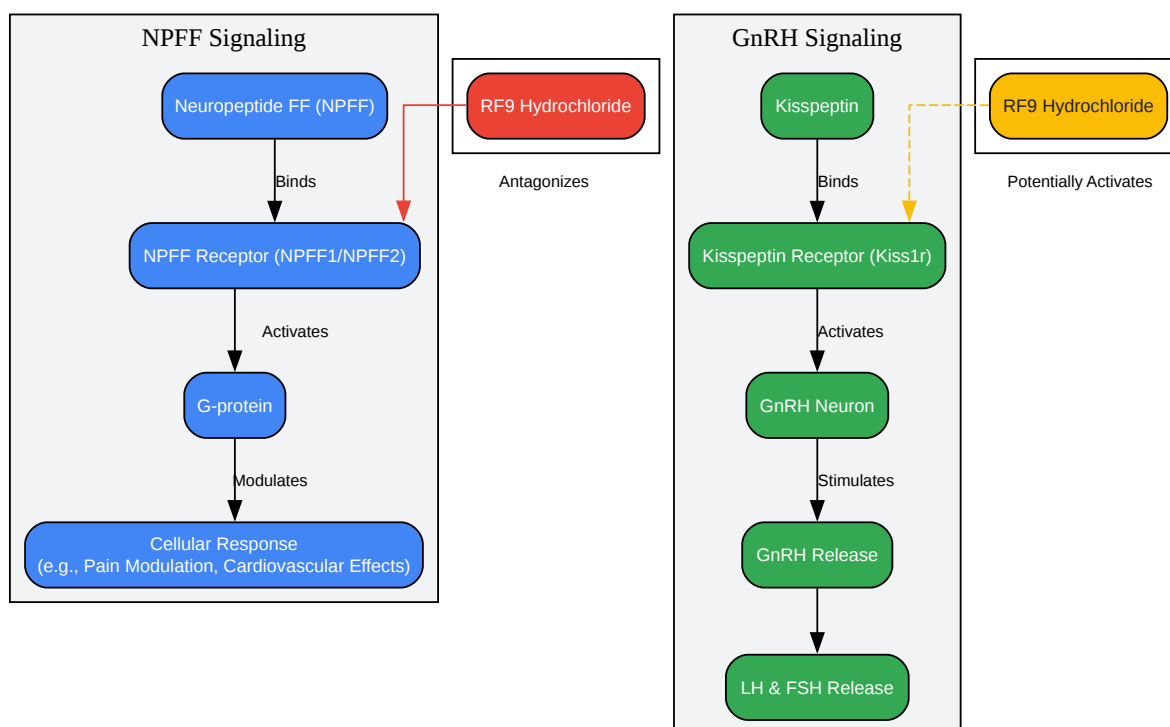 NPFF Signaling
Neuropeptide FF (NPFF)
Binds
NPFF Receptor (NPFF1/NPFF2)
Activates
G-protein
Modulates
Cellular Response
(e.g., Pain Modulation, Cardiovascular Effects)
RF9 Hydrochloride
Antagonizes
GnRH Signaling
Kisspeptin
Binds
Kisspeptin Receptor (Kiss1r)
Activates
GnRH Neuron
Stimulates
GnRH Release
LH & FSH Release
RF9 Hydrochloride
Potentially Activates